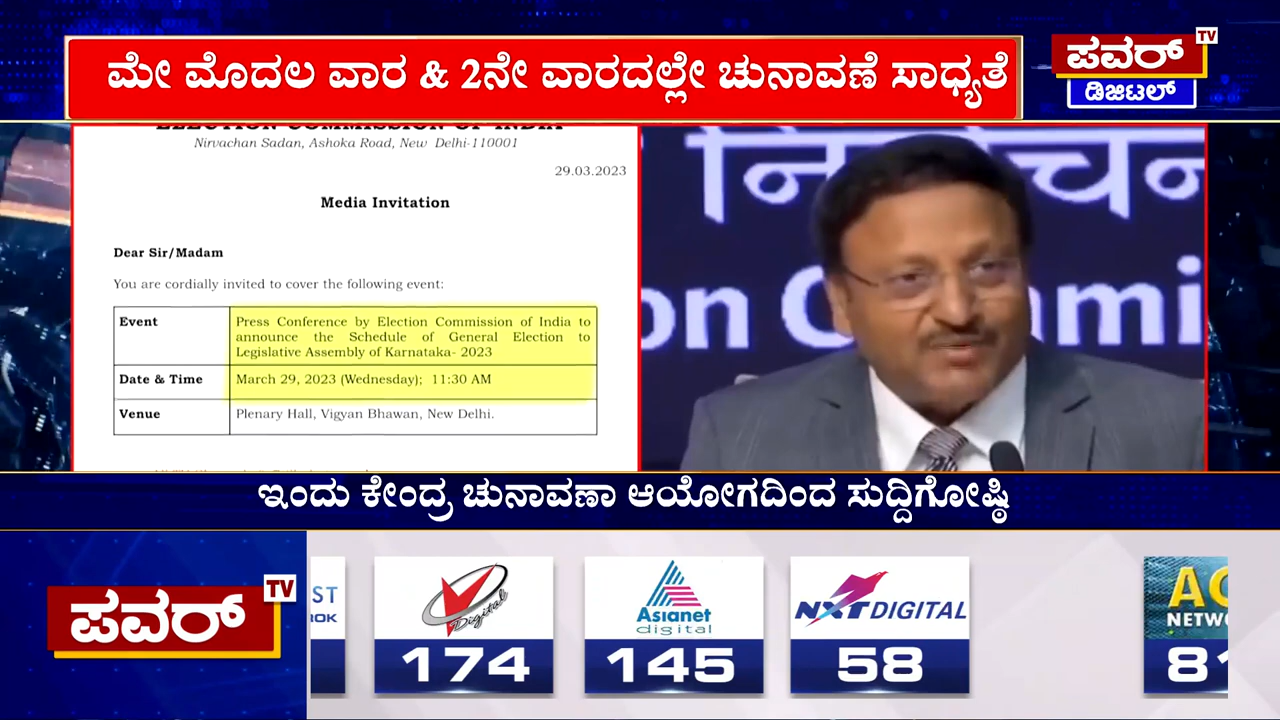 ಮೇ ಮೊದಲ ವಾರ & 2ನೇ ವಾರದಲ್ಲೇ ಚುನಾವಣೆ ಸಾಧ್ಯತೆ
ಪವರ್ TV
ಡಿಜಿಟಲ್
ELECTION COMMISSION OF INDIA
Nirvachan Sadan, Ashoka Road, New Delhi-110001
29.03.2023
Media Invitation
Dear Sir/Madam
You are cordially invited to cover the following event:
Event
Press Conference by Election Commission of India to
announce the Schedule of General Election to
Legislative Assembly of Karnataka- 2023
Date & Time
March 29, 2023 (Wednesday); 11:30 AM
Venue
Plenary Hall, Vigyan Bhawan, New Delhi.
ಇಂದು ಕೇಂದ್ರ ಚುನಾವಣಾ ಆಯೋಗದಿಂದ ಸುದ್ದಿಗೋಷ್ಠಿ
ಪವರ್ TV
V Digital
174
Asianet
digital
145
NXT DIGITAL
58